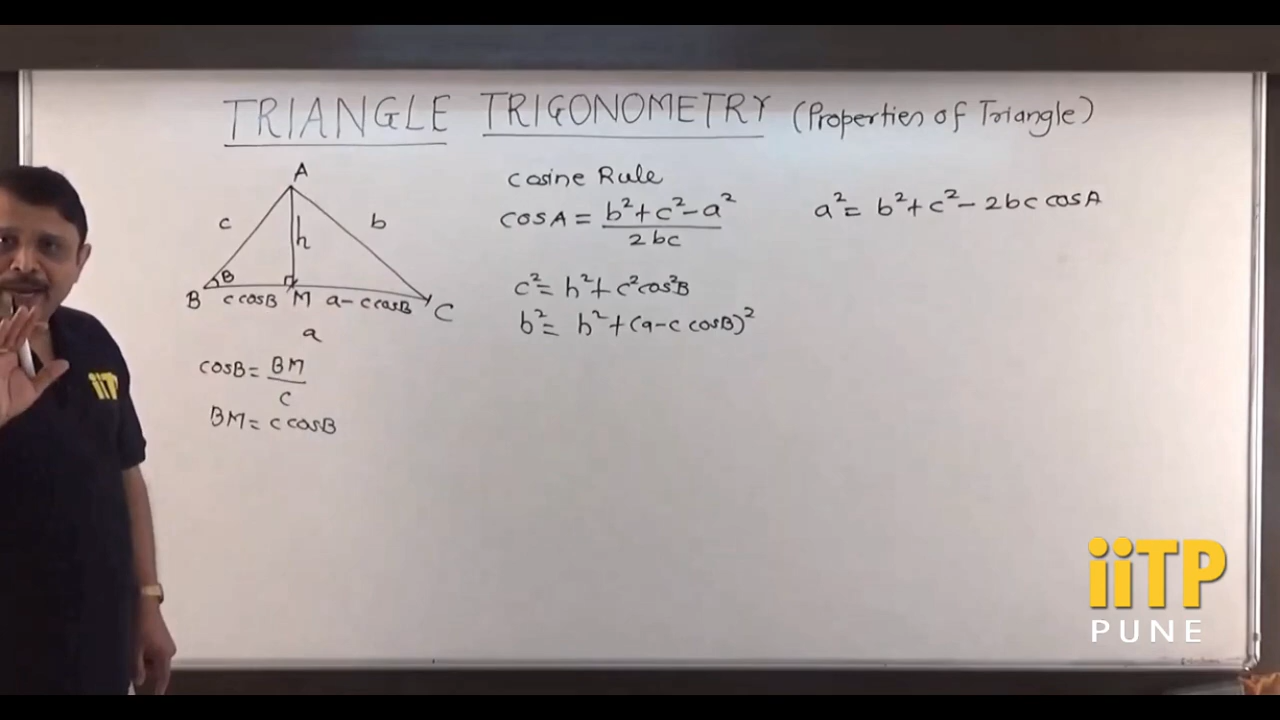 TRIANGLE TRIGONOMETRY (Properties of Triangle)
A
c
b
h
B
B
c cosB
M
a-c cosB
C
a
cosB = BM/c
BM = c cosB
Cosine Rule
cosA = b²+c²-a²/2bc
a² = b²+c²-2bc cosA
c² = h²+c²cos²B
b² = h²+(a-c cosB)²
iiTP
iiTP
PUNE